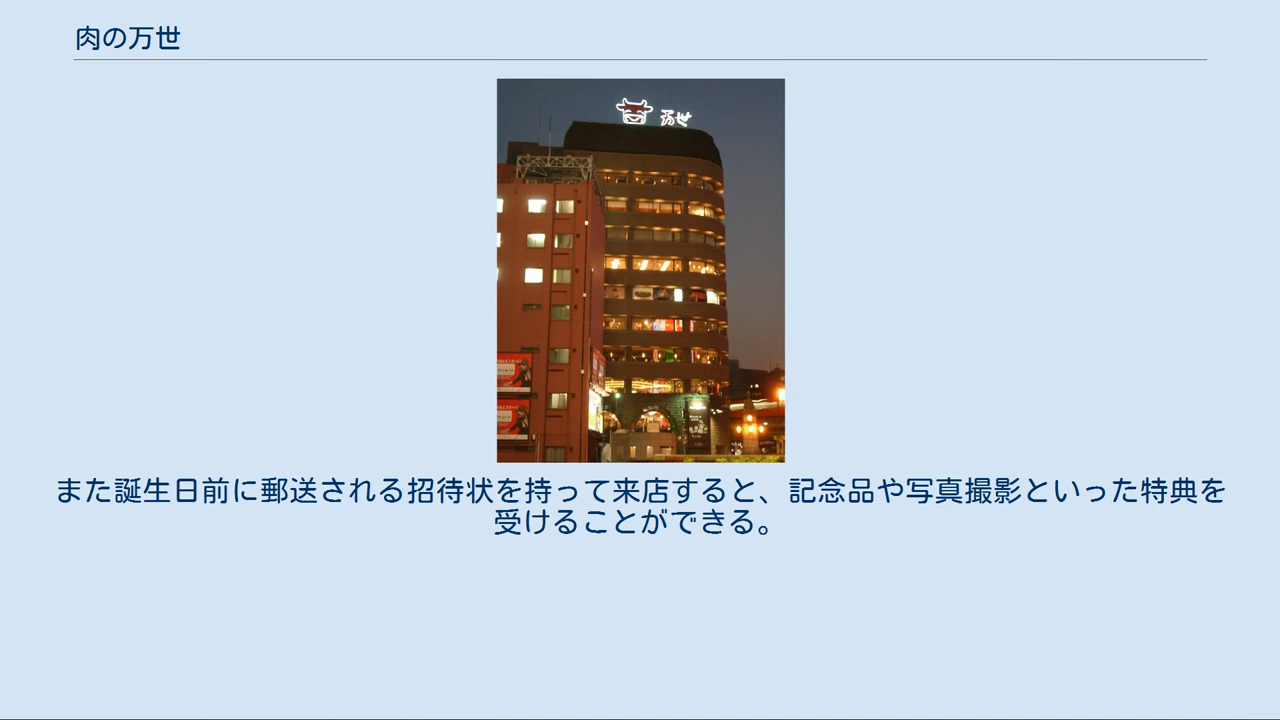 肉の万世
万世
また誕生日前に郵送される招待状を持って来店すると、記念品や写真撮影といった特典を
受けることができる。